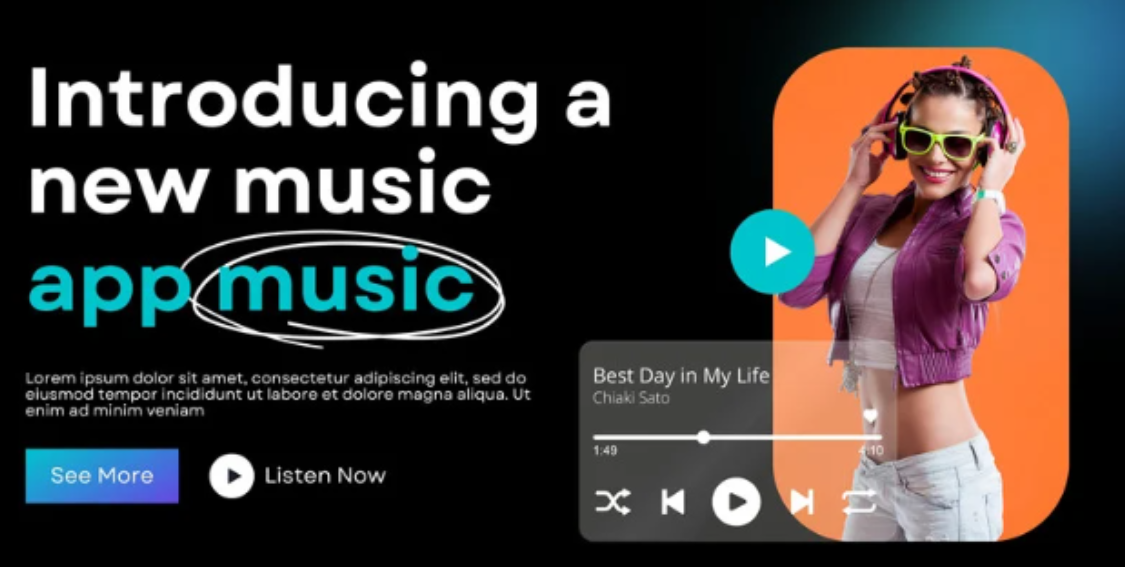 Introducing a
new music
app music
Lorem ipsum dolor sit amet, consectetur adipiscing elit, sed do
eiusmod tempor incididunt ut labore et dolore magna aliqua. Ut
enim ad minim veniam
See More
Listen Now
Best Day in My Life
Chiaki Sato
1:49
4:10